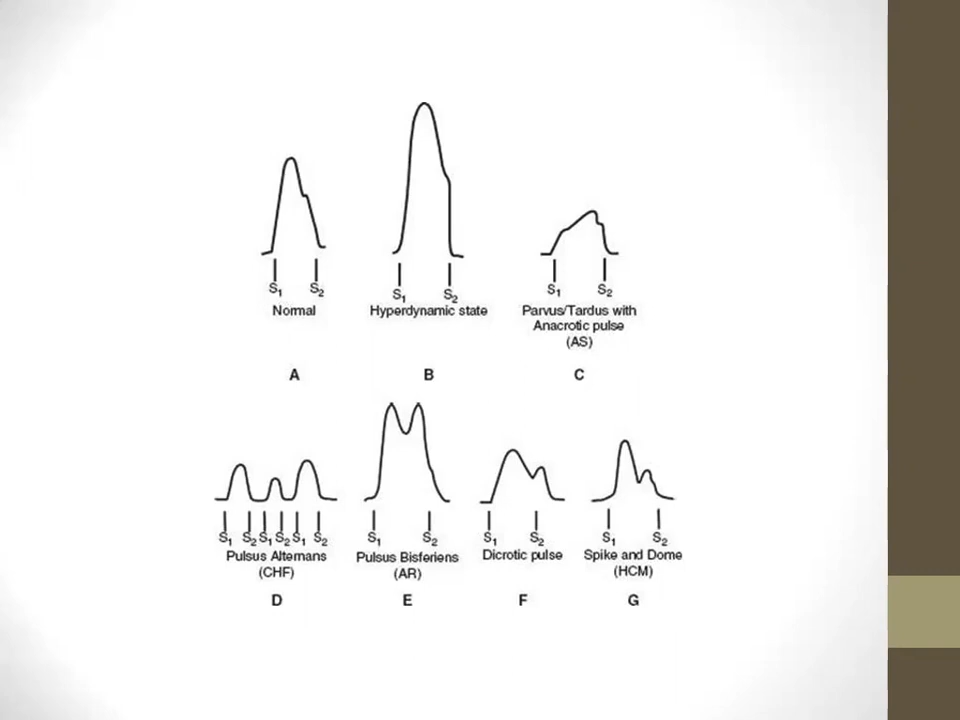 S1 S2 S1 S2 S1 S2
Normal Hyperdynamic state Parvus/Tardus with
Anacrotic pulse
(AS)
A B C
S1 S2 S1 S2 S1 S2 S1 S2 S1 S2 S1 S2
Pulsus Alternans Pulsus Bisferiens Dicrotic pulse Spike and Dome
(CHF) (AR) (HCM)
D E F G